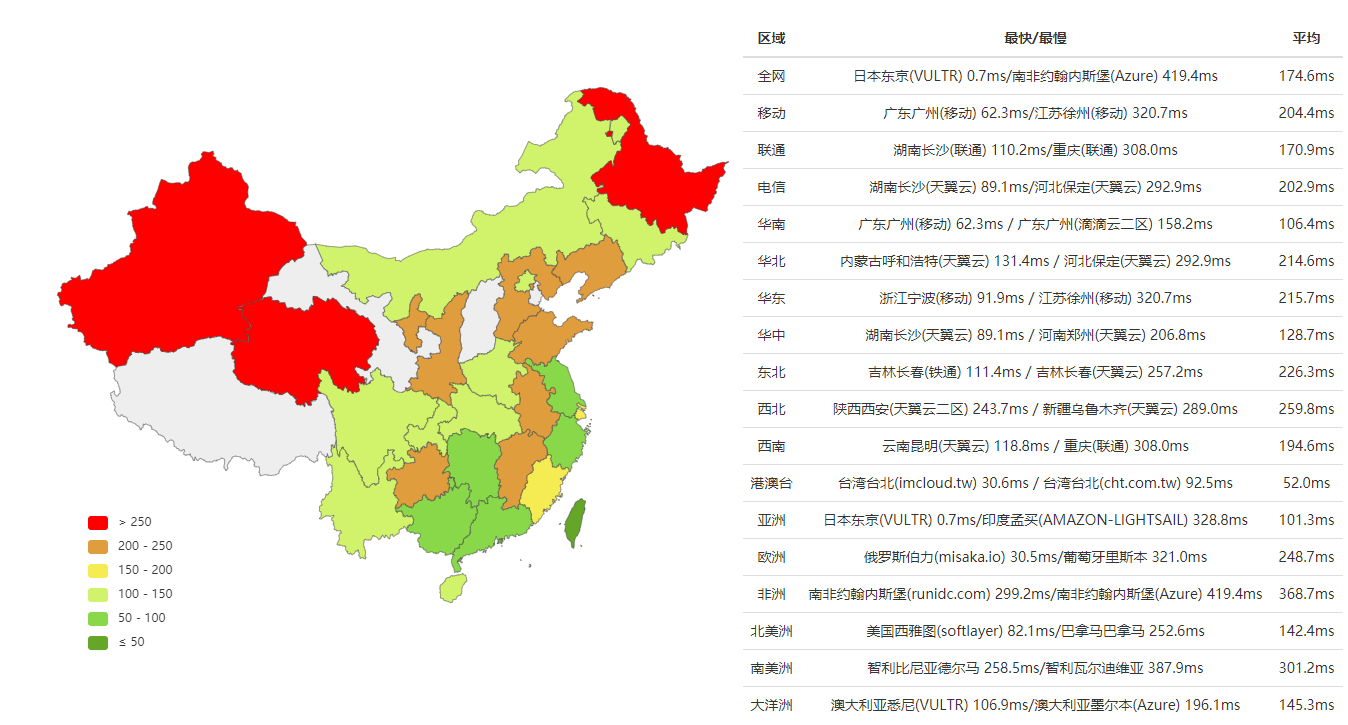 区域 最快/最慢 平均
全网 日本东京(VULTR) 0.7ms/南非约翰内斯堡(Azure) 419.4ms 174.6ms
移动 广东广州(移动) 62.3ms/江苏徐州(移动) 320.7ms 204.4ms
联通 湖南长沙(联通) 110.2ms/重庆(联通) 308.0ms 170.9ms
电信 湖南长沙(天翼云) 89.1ms/河北保定(天翼云) 292.9ms 202.9ms
华南 广东广州(移动) 62.3ms / 广东广州(滴滴云二区) 158.2ms 106.4ms
华北 内蒙古呼和浩特(天翼云) 131.4ms / 河北保定(天翼云) 292.9ms 214.6ms
华东 浙江宁波(移动) 91.9ms / 江苏徐州(移动) 320.7ms 215.7ms
华中 湖南长沙(天翼云) 89.1ms / 河南郑州(天翼云) 206.8ms 128.7ms
东北 吉林长春(铁通) 111.4ms / 吉林长春(天翼云) 257.2ms 226.3ms
西北 陕西西安(天翼云二区) 243.7ms / 新疆乌鲁木齐(天翼云) 289.0ms 259.8ms
西南 云南昆明(天翼云) 118.8ms / 重庆(联通) 308.0ms 194.6ms
港澳台 台湾台北(imcloud.tw) 30.6ms / 台湾台北(cht.com.tw) 92.5ms 52.0ms
亚洲 日本东京(VULTR) 0.7ms/印度孟买(AMAZON-LIGHTSAIL) 328.8ms 101.3ms
欧洲 俄罗斯伯力(misaka.io) 30.5ms/葡萄牙里斯本 321.0ms 248.7ms
非洲 南非约翰内斯堡(runidc.com) 299.2ms/南非约翰内斯堡(Azure) 419.4ms 368.7ms
北美洲 美国西雅图(softlayer) 82.1ms/巴拿马巴拿马 252.6ms 142.4ms
南美洲 智利比尼亚德尔马 258.5ms/智利瓦尔迪维亚 387.9ms 301.2ms
大洋洲 澳大利亚悉尼(VULTR) 106.9ms/澳大利亚墨尔本(Azure) 196.1ms 145.3ms
> 250
200 - 250
150 - 200
100 - 150
50 - 100
≤ 50